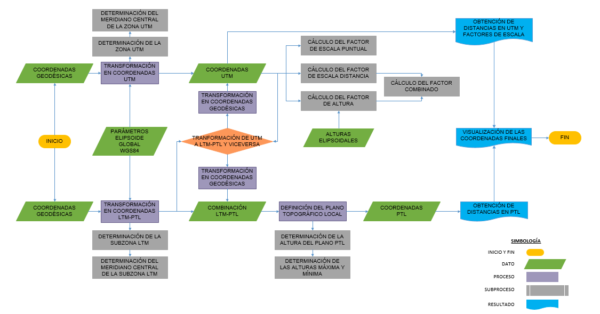 DETERMINACIÓN DEL
MERIDIANO CENTRAL
DE LA ZONA UTM
DETERMINACIÓN DE LA
ZONA UTM
COORDENADAS
GEODÉSICAS
TRANSFORMACIÓN
EN COORDENADAS
UTM
COORDENADAS
UTM
CÁLCULO DEL FACTOR
DE ESCALA PUNTUAL
CÁLCULO DEL FACTOR
DE ESCALA DISTANCIA
CÁLCULO DEL FACTOR
DE ALTURA
CÁLCULO DEL FACTOR
COMBINADO
OBTENCIÓN DE
DISTANCIAS EN UTM Y
FACTORES DE ESCALA
TRANSFORMACIÓN
EN COORDENADAS
GEODÉSICAS
INICIO
PARÁMETROS
ELIPSOIDE
GLOBAL
WGS84
TRANFORMACIÓN DE UTM
A LTM-PTL Y VICEVERSA
ALTURAS
ELIPSOIDALES
VISUALIZACIÓN DE LAS
COORDENADAS FINALES
FIN
TRANSFORMACIÓN
EN COORDENADAS
GEODÉSICAS
COORDENADAS
GEODÉSICAS
TRANSFORMACIÓN
EN COORDENADAS
LTM-PTL
COMBINACIÓN
LTM-PTL
DEFINICIÓN DEL PLANO
TOPOGRÁFICO LOCAL
COORDENADAS
PTL
OBTENCIÓN DE
DISTANCIAS EN PTL
DETERMINACIÓN DE LA
SUBZONA LTM
DETERMINACIÓN DEL
MERIDIANO CENTRAL
DE LA SUBZONA LTM
DETERMINACIÓN DE LA
ALTURA DEL PLANO PTL
DETERMINACIÓN DE
LAS ALTURAS MÁXIMA Y
MÍNIMA
SIMBOLOGÍA
INICIO Y FIN
DATO
PROCESO
SUBPROCESO
RESULTADO